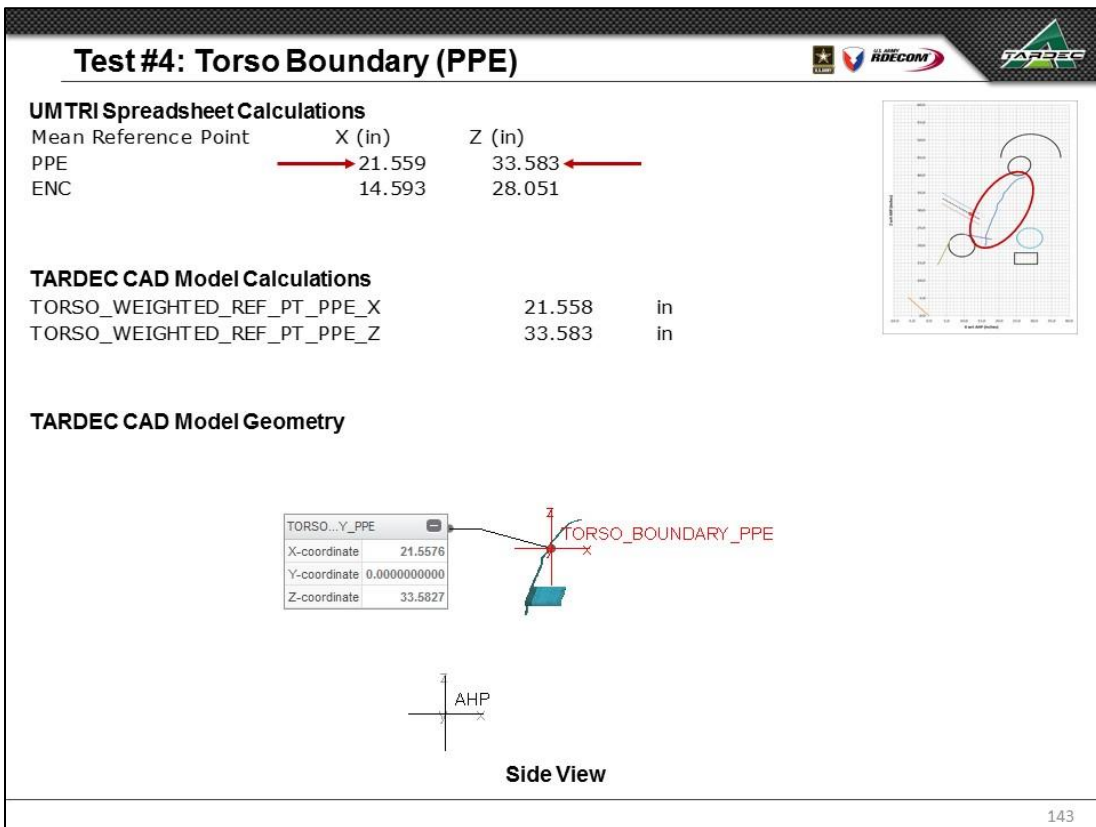 Test #4: Torso Boundary (PPE)
U.S. ARMY
U.S. ARMY
RDECOM
TARDEC
UMTRI Spreadsheet Calculations
Mean Reference Point X (in) Z (in)
PPE 21.559 33.583
ENC 14.593 28.051
TARDEC CAD Model Calculations
TORSO_WEIGHTED_REF_PT_PPE_X 21.558 in
TORSO_WEIGHTED_REF_PT_PPE_Z 33.583 in
TARDEC CAD Model Geometry
TORSO...Y_PPE
X-coordinate 21.5576
Y-coordinate 0.0000000000
Z-coordinate 33.5827
Z
TORSO_BOUNDARY_PPE
X
Z
AHP
Y X
Side View
143